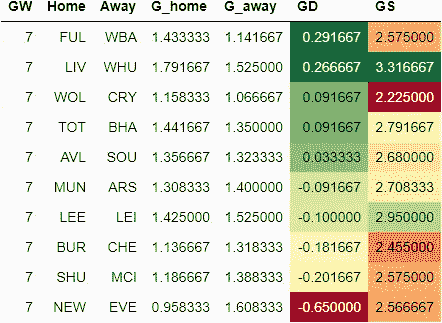 GW Home Away G_home G_away GD GS
7 FUL WBA 1.433333 1.141667 0.291667 2.575000
7 LIV WHU 1.791667 1.525000 0.266667 3.316667
7 WOL CRY 1.158333 1.066667 0.091667 2.225000
7 TOT BHA 1.441667 1.350000 0.091667 2.791667
7 AVL SOU 1.356667 1.323333 0.033333 2.680000
7 MUN ARS 1.308333 1.400000 -0.091667 2.708333
7 LEE LEI 1.425000 1.525000 -0.100000 2.950000
7 BUR CHE 1.136667 1.318333 -0.181667 2.455000
7 SHU MCI 1.186667 1.388333 -0.201667 2.575000
7 NEW EVE 0.958333 1.608333 -0.650000 2.566667